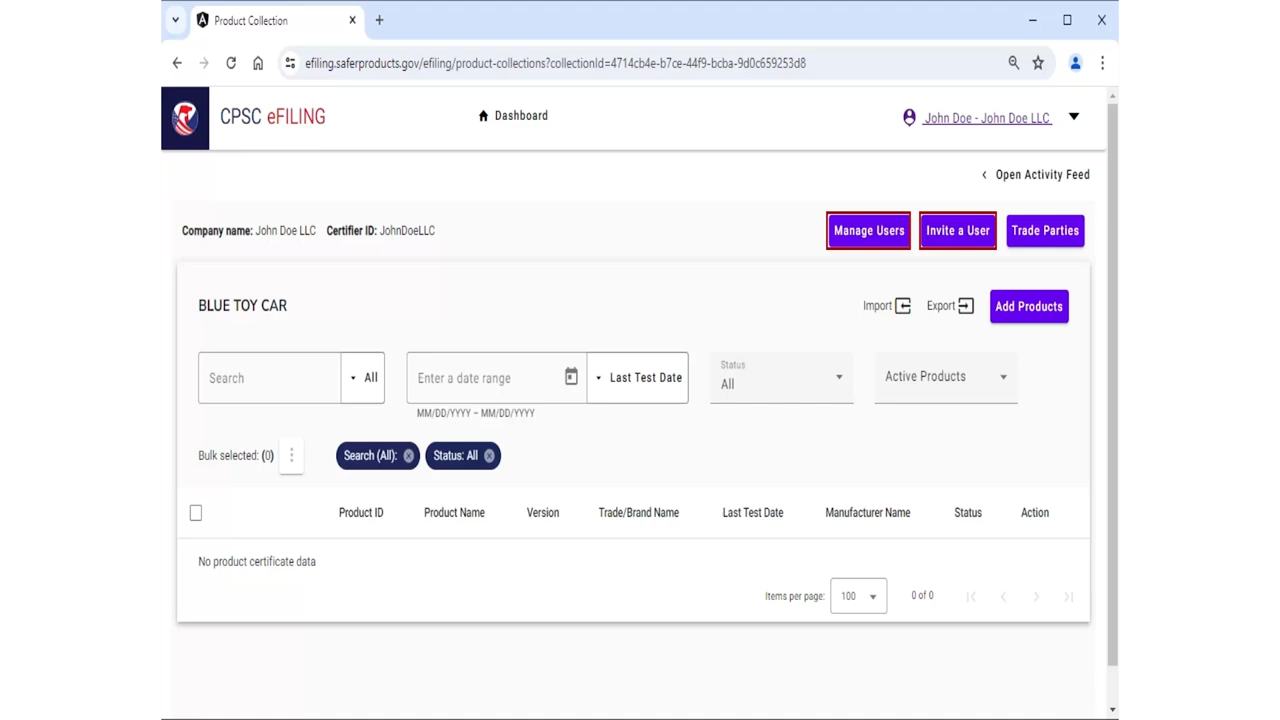 Product Collection
efiling.saferproducts.gov/efiling/product-collections?collectionId=4714cb4e-b7ce-44f9-bcba-9d0c659253d8
CPSC eFILING
Dashboard
John Doe - John Doe LLC
Open Activity Feed
Company name: John Doe LLC Certifier ID: JohnDoeLLC
Manage Users
Invite a User
Trade Parties
BLUE TOY CAR
Import
Export
Add Products
Search
All
Enter a date range
Last Test Date
MM/DD/YYYY – MM/DD/YYYY
Status
All
Active Products
Bulk selected: (0)
Search (All):
Status: All
Product ID Product Name Version Trade/Brand Name Last Test Date Manufacturer Name Status Action
No product certificate data
Items per page: 100 0 of 0